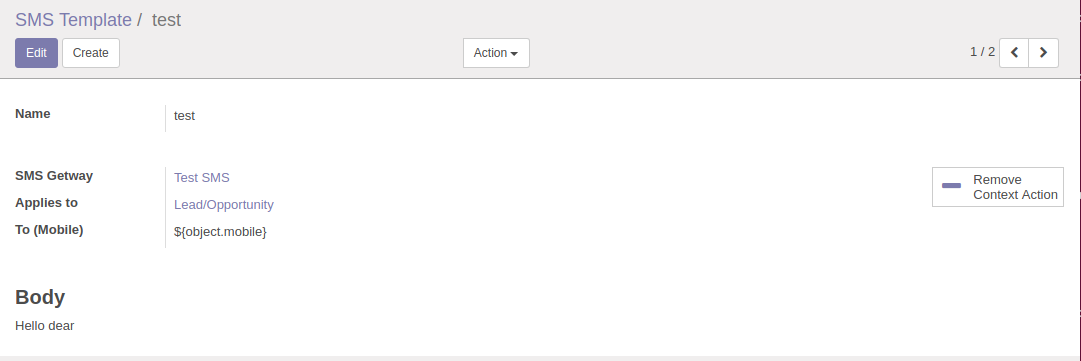 SMS Template / test
Edit Create Action 1 / 2
Name test
SMS Getway Test SMS
Applies to Lead/Opportunity
To (Mobile) ${object.mobile}
Remove
Context Action
Body
Hello dear